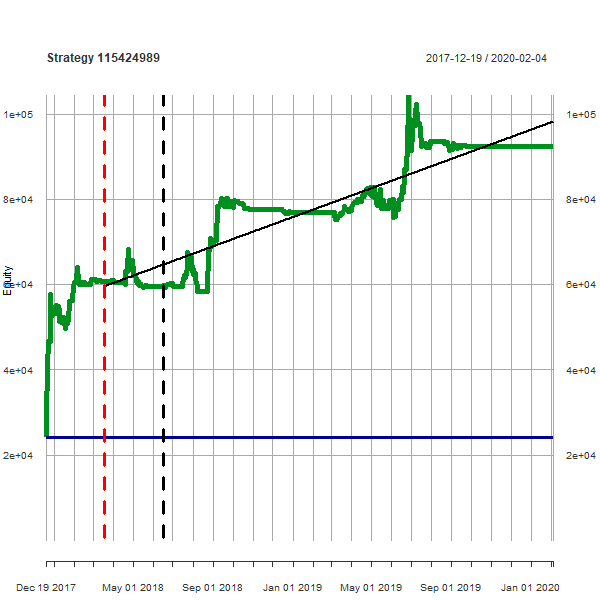 Strategy 115424989 2017-12-19 / 2020-02-04
1e+05 1e+05
8e+04 8e+04
Equity
6e+04 6e+04
4e+04 4e+04
2e+04 2e+04
Dec 19 2017 May 01 2018 Sep 01 2018 Jan 01 2019 May 01 2019 Sep 01 2019 Jan 01 2020